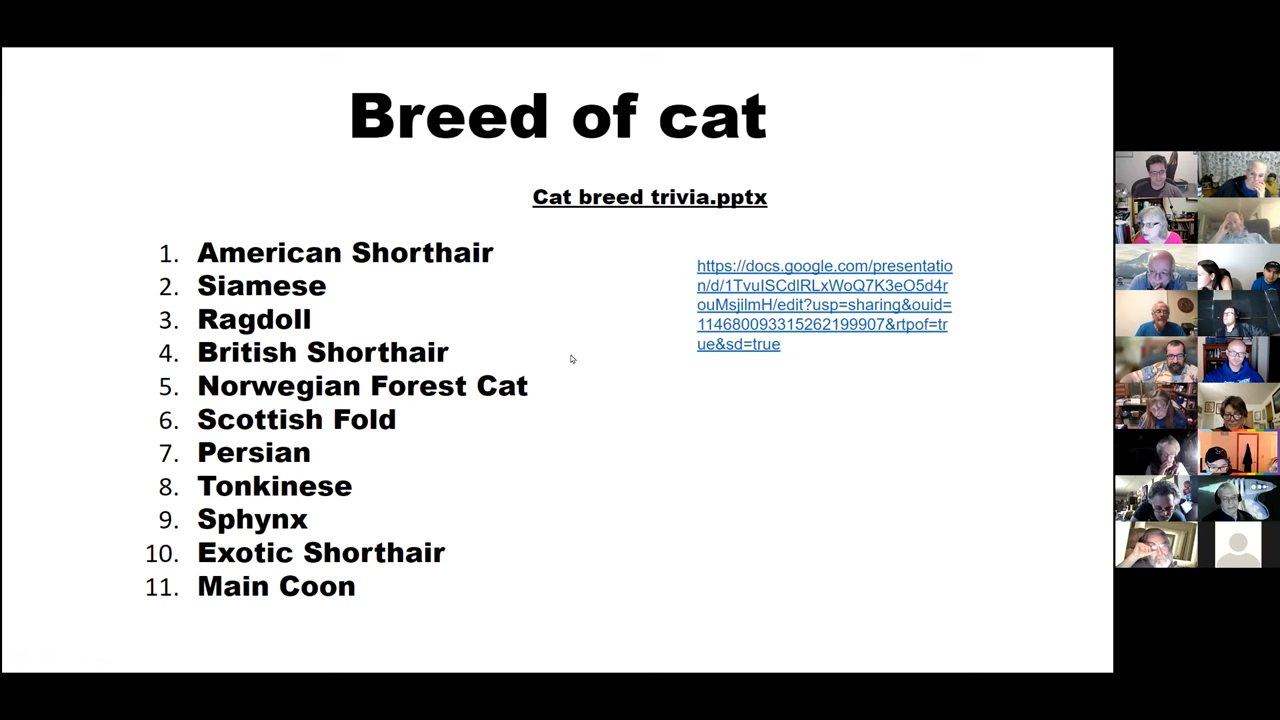 Breed of cat
Cat breed trivia.pptx
1. American Shorthair
2. Siamese
3. Ragdoll
4. British Shorthair
5. Norwegian Forest Cat
6. Scottish Fold
7. Persian
8. Tonkinese
9. Sphynx
10. Exotic Shorthair
11. Main Coon
https://docs.google.com/presentatio
n/d/1TvuISCdlRLxWoQ7K3eO5d4r
ouMsjilmH/edit?usp=sharing&ouid=
114680093315262199907&rtpof=tr
ue&sd=true